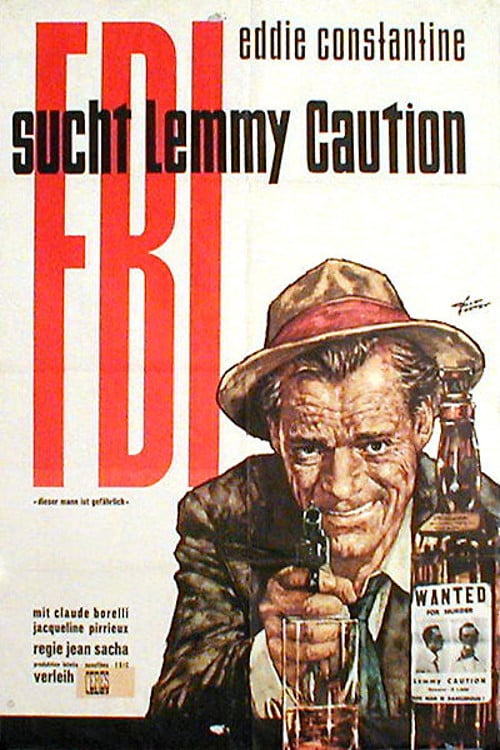 eddie constantine
FBI
sucht Lemmy Caution
-dieser mann ist gefährlich-
mit claude borelli
jacqueline pirrieux
regie jean sacha
verleih
WANTED
FOR MURDER
Lemmy CAUTION